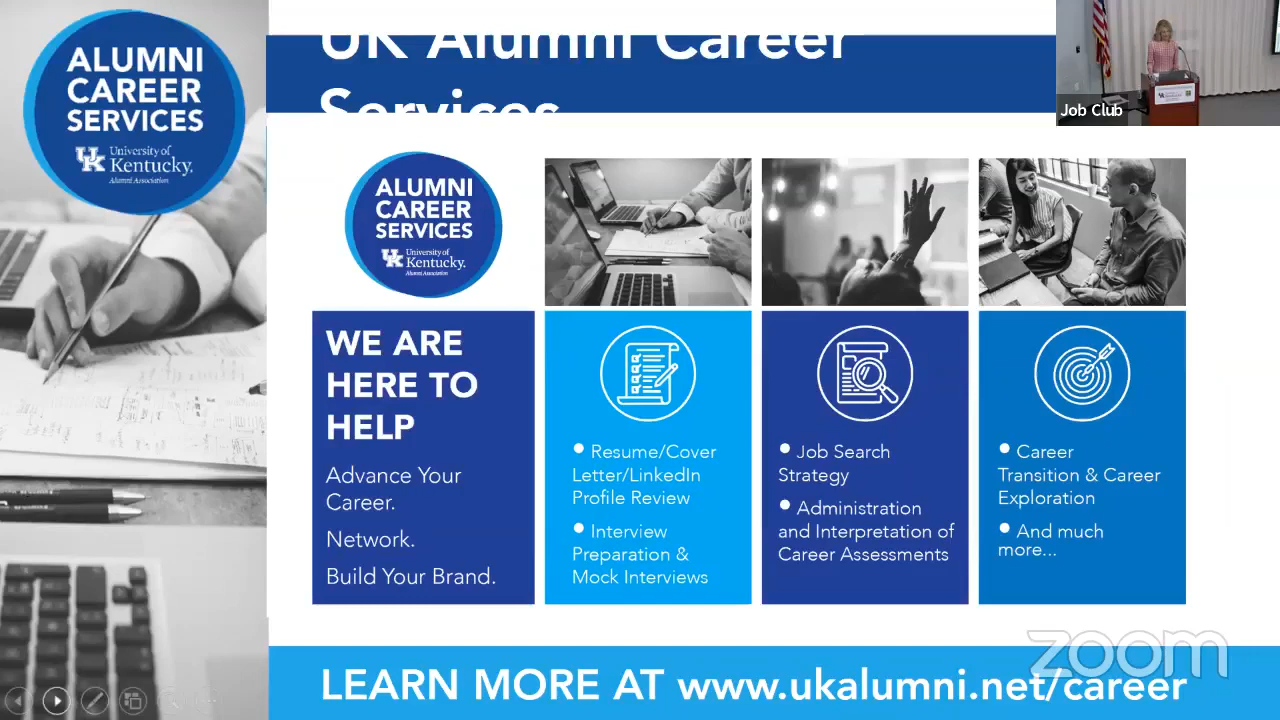 ALUMNI
CAREER
SERVICES
UK University of
Kentucky.
Alumni Association
UK Alumni Career
Services
Job Club
ALUMNI
CAREER
SERVICES
UK University of
Kentucky.
Alumni Association
WE ARE
HERE TO
HELP
Advance Your
Career.
Network.
Build Your Brand.
• Resume/Cover
Letter/LinkedIn
Profile Review
• Interview
Preparation &
Mock Interviews
• Job Search
Strategy
• Administration
and Interpretation of
Career Assessments
• Career
Transition & Career
Exploration
• And much
more...
zoom
LEARN MORE AT www.ukalumni.net/career